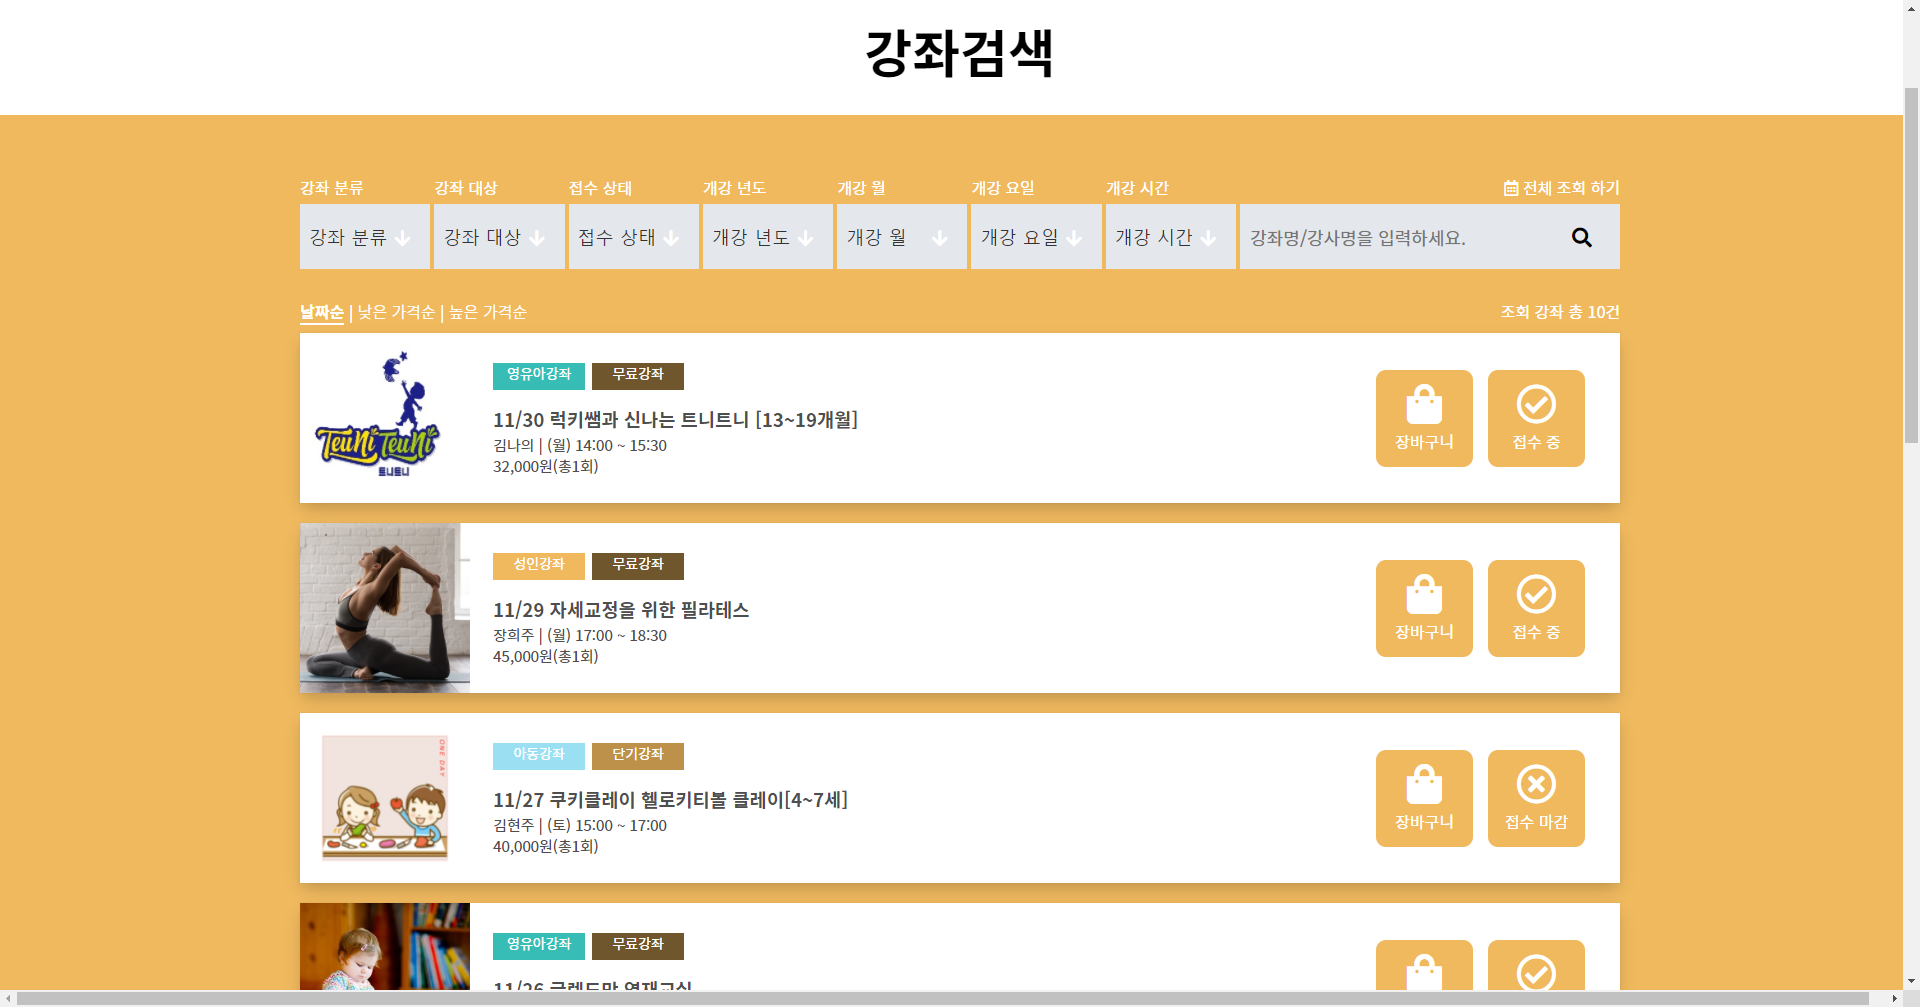 강좌검색
강좌 분류
강좌 대상
접수 상태
개강 년도
개강 월
개강 요일
개강 시간
전체 조회 하기
강좌 분류
강좌 대상
접수 상태
개강 년도
개강 월
개강 요일
개강 시간
강좌명/강사명을 입력하세요.
날짜순 | 낮은 가격순 | 높은 가격순
조회 강좌 총 10건
TeuNi TeuNi
트니트니
영유아강좌
무료강좌
11/30 럭키쌤과 신나는 트니트니 [13~19개월]
김나의 | (월) 14:00 ~ 15:30
32,000원(총1회)
장바구니
접수 중
성인강좌
무료강좌
11/29 자세교정을 위한 필라테스
장희주 | (월) 17:00 ~ 18:30
45,000원(총1회)
장바구니
접수 중
ONE DAY
아동강좌
단기강좌
11/27 쿠키클레이 헬로키티볼 클레이[4~7세]
김현주 | (토) 15:00 ~ 17:00
40,000원(총1회)
장바구니
접수 마감
영유아강좌
무료강좌
11/26